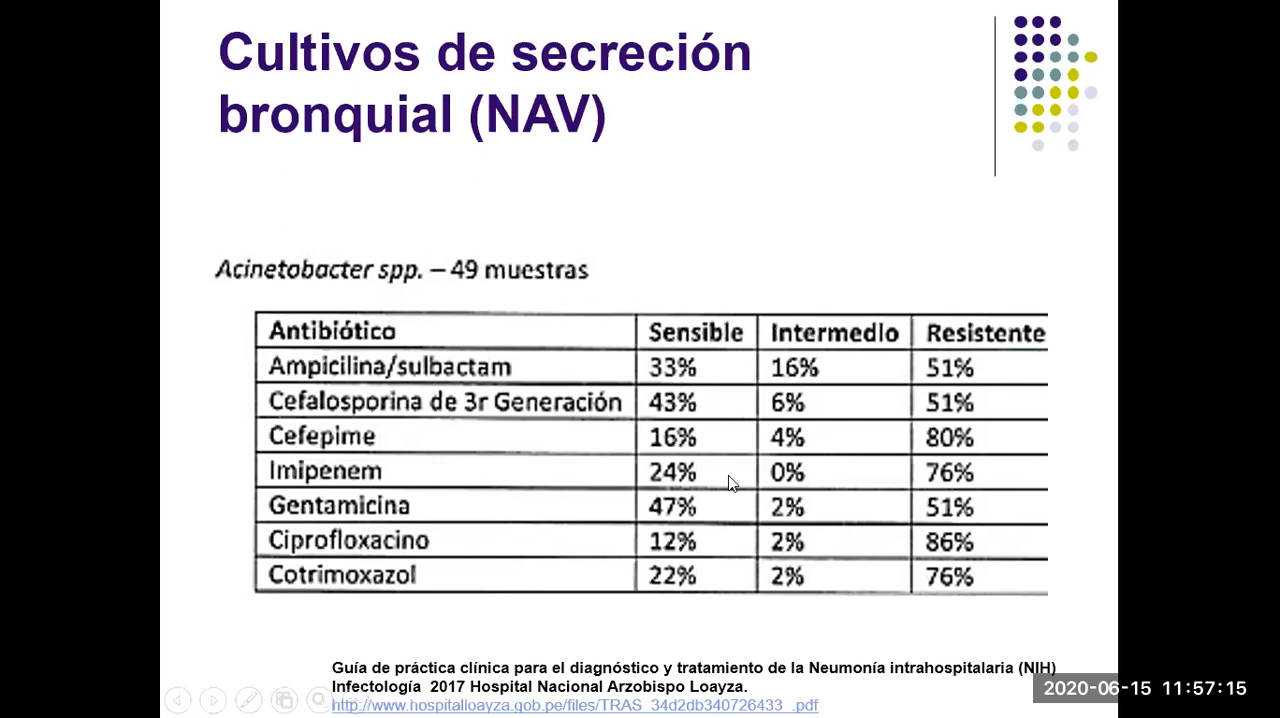 Cultivos de secreción
bronquial (NAV)
Acinetobacter spp. – 49 muestras
Antibiótico Sensible Intermedio Resistente
Ampicilina/sulbactam 33% 16% 51%
Cefalosporina de 3r Generación 43% 6% 51%
Cefepime 16% 4% 80%
Imipenem 24% 0% 76%
Gentamicina 47% 2% 51%
Ciprofloxacino 12% 2% 86%
Cotrimoxazol 22% 2% 76%
Guía de práctica clínica para el diagnóstico y tratamiento de la Neumonía intrahospitalaria (NIH)
Infectología 2017 Hospital Nacional Arzobispo Loayza.
http://www.hospitalloayza.gob.pe/files/TRAS_34d2db340726433_.pdf
2020-06-15 11:57:15